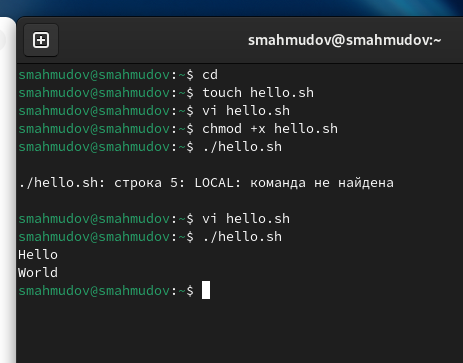 smahmudov@smahmudov:~
smahmudov@smahmudov:~$ cd
smahmudov@smahmudov:~$ touch hello.sh
smahmudov@smahmudov:~$ vi hello.sh
smahmudov@smahmudov:~$ chmod +x hello.sh
smahmudov@smahmudov:~$ ./hello.sh
./hello.sh: строка 5: LOCAL: команда не найдена
smahmudov@smahmudov:~$ vi hello.sh
smahmudov@smahmudov:~$ ./hello.sh
Hello
World
smahmudov@smahmudov:~$